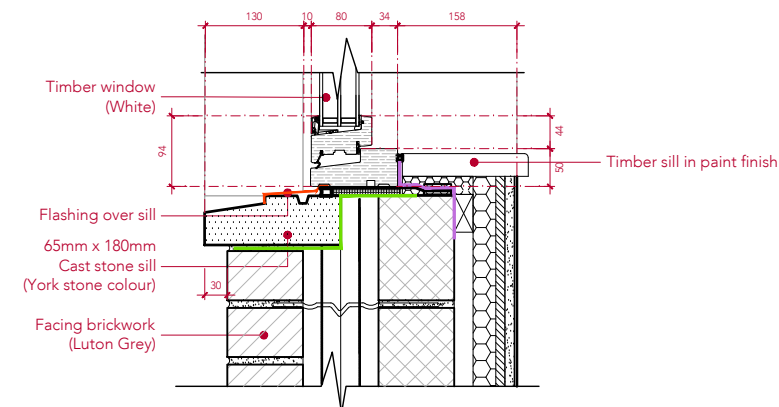 130
10
80
34
158
Timber window
(White)
94
44
50
Timber sill in paint finish
Flashing over sill
65mm x 180mm
Cast stone sill
(York stone colour)
30
Facing brickwork
(Luton Grey)